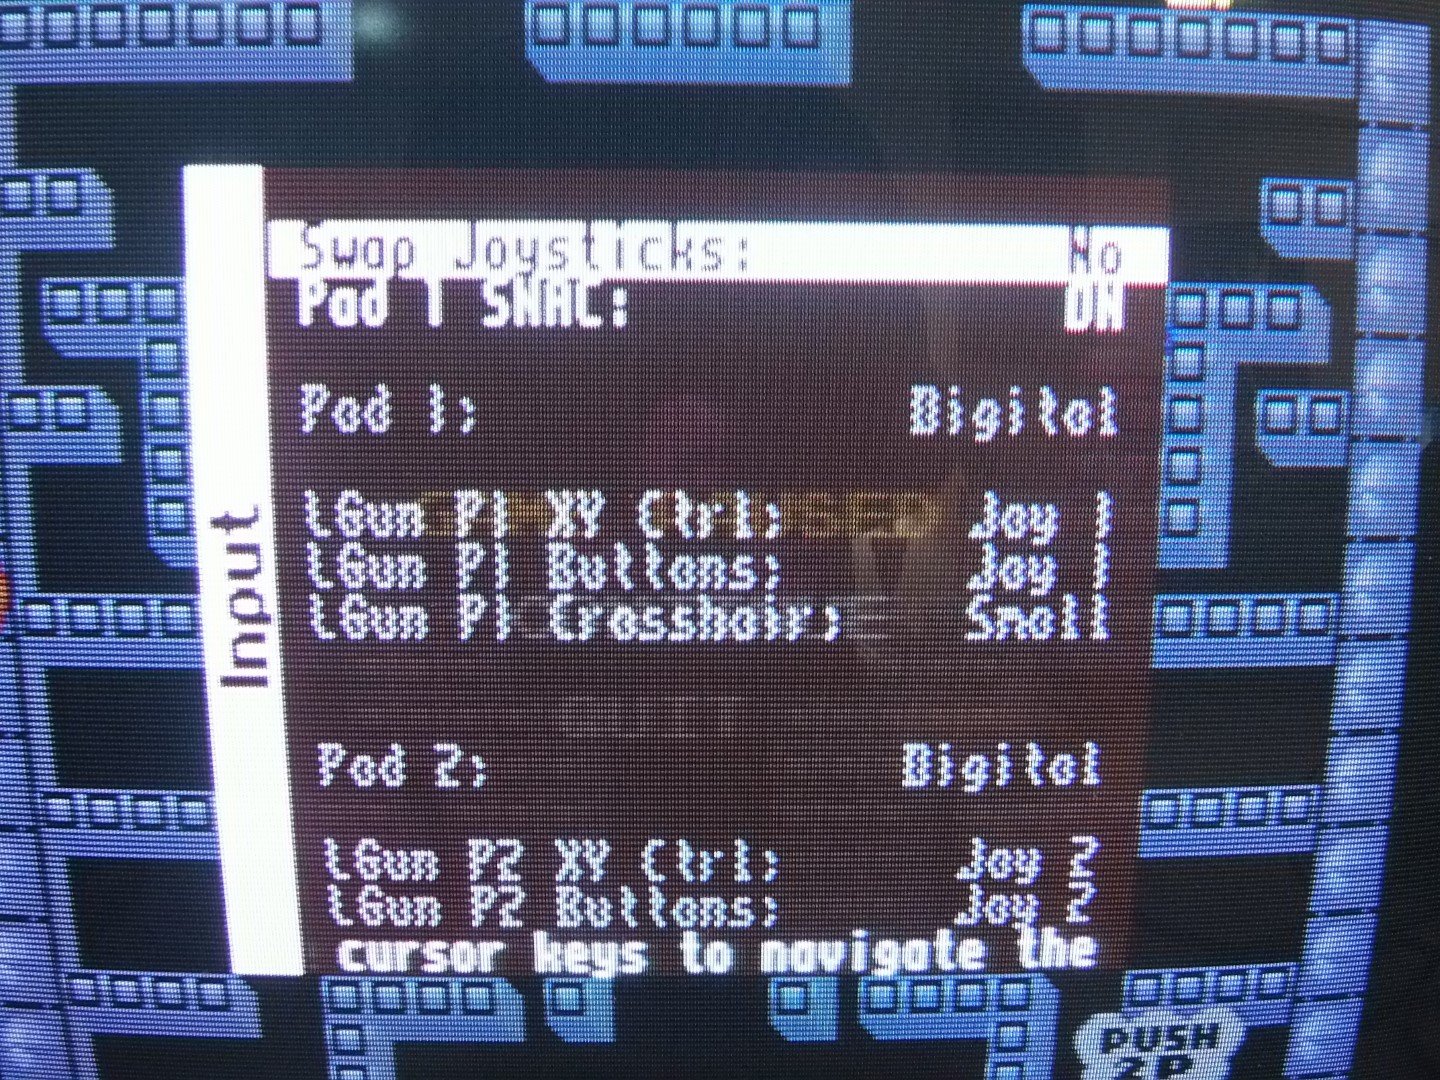 Input
Swap Joysticks: No
Pad 1 SNAC: ON
Pad 1: Digital
LGun P1 XY Ctrl: Joy 1
LGun P1 Buttons: Joy 1
LGun P1 Crosshair: Small
Pad 2: Digital
LGun P2 XY Ctrl: Joy 2
LGun P2 Buttons: Joy 2
cursor keys to navigate the
PUSH
2P